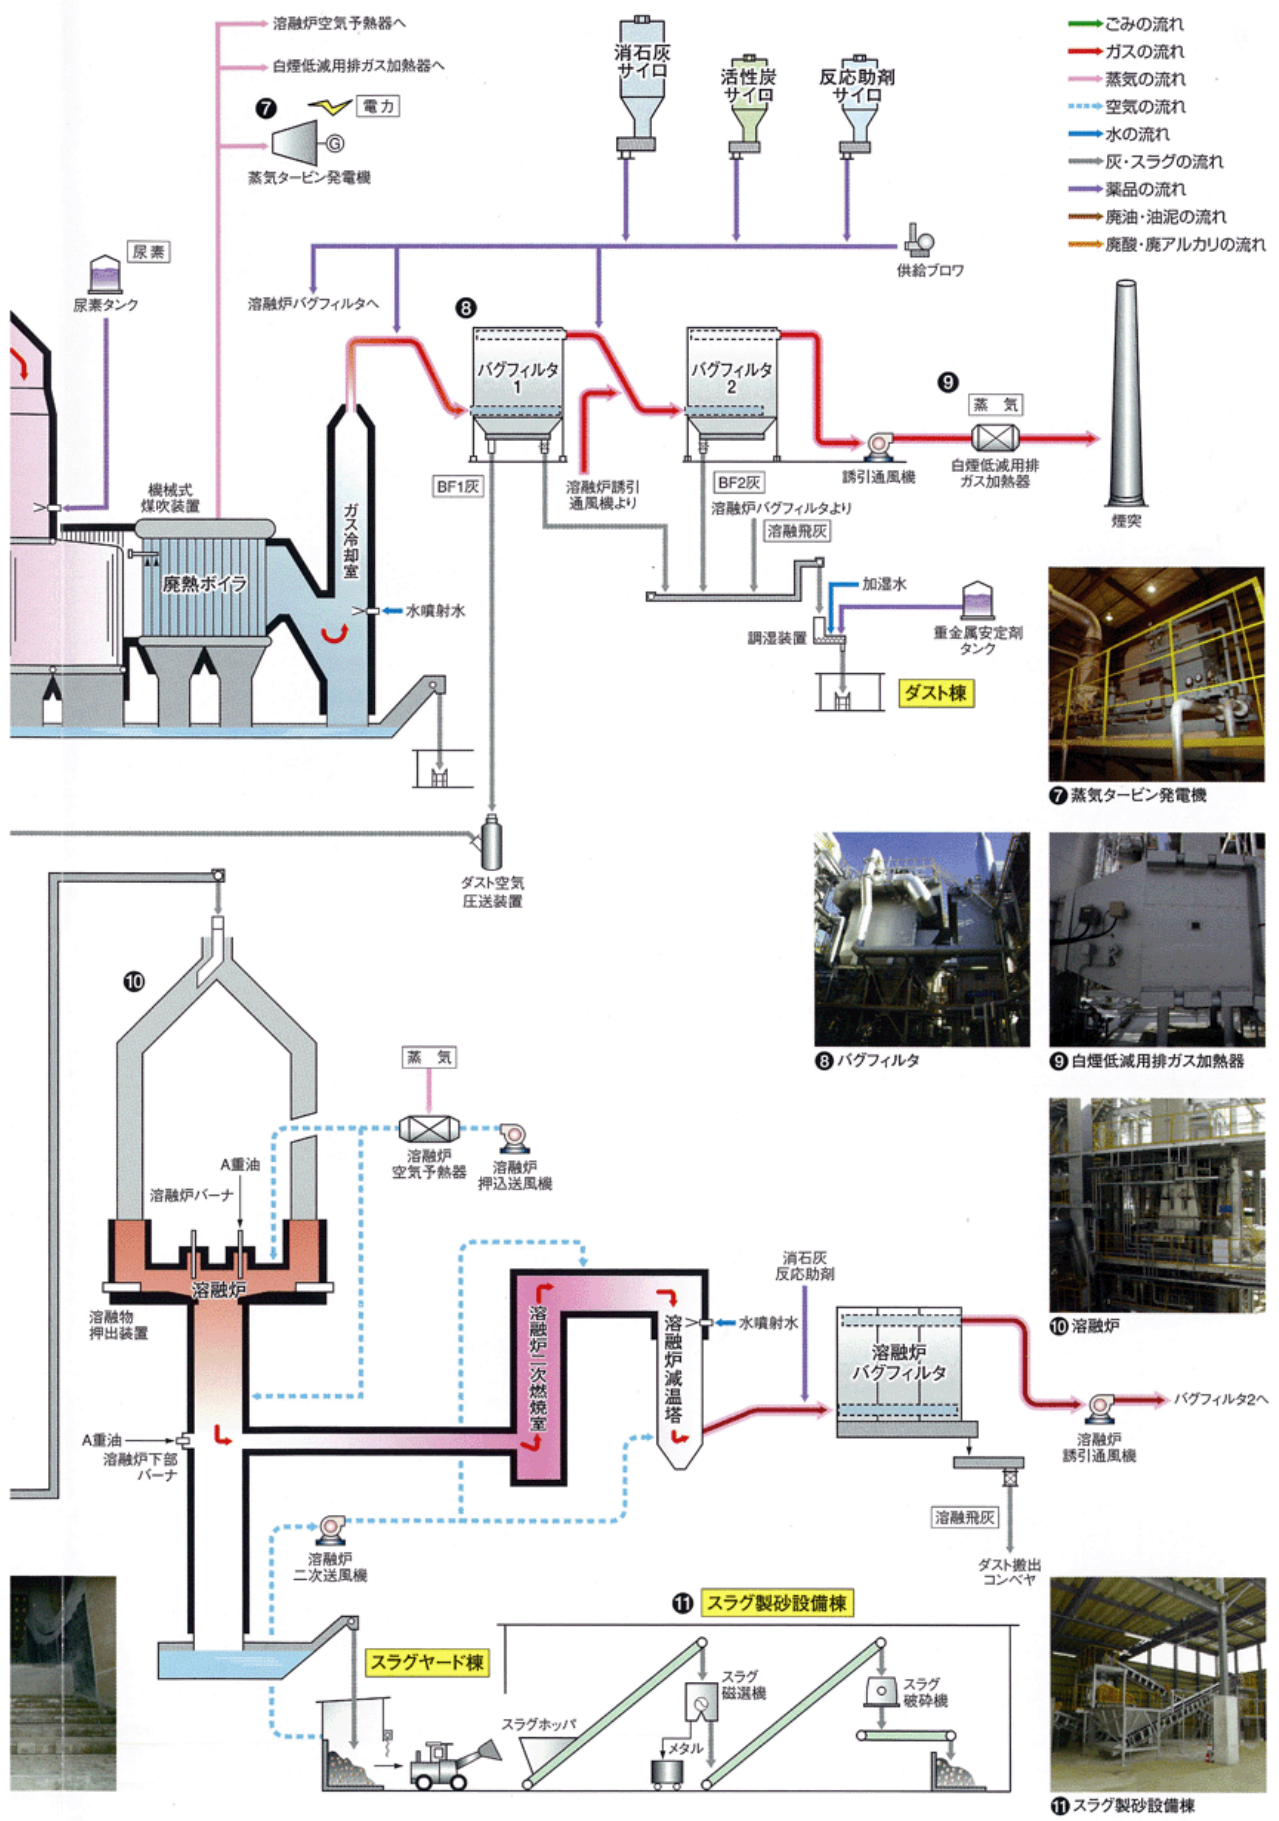 溶融炉空気予熱器へ
白煙低減用排ガス加熱器へ
❼
電力
G
蒸気タービン発電機
消石灰
サイロ
活性炭
サイロ
反応助剤
サイロ
ごみの流れ
ガスの流れ
蒸気の流れ
空気の流れ
水の流れ
灰・スラグの流れ
薬品の流れ
廃油・油泥の流れ
廃酸・廃アルカリの流れ
尿素
尿素タンク
溶融炉バグフィルタへ
供給ブロワ
❽
バグフィルタ
1
バグフィルタ
2
❾
蒸 気
誘引通風機
白煙低減用排
ガス加熱器
煙突
BF1灰
溶融炉誘引
通風機より
BF2灰
溶融炉バグフィルタより
溶融飛灰
機械式
煤吹装置
廃熱ボイラ
ガス冷却室
水噴射水
加湿水
調湿装置
重金属安定剤
タンク
ダスト棟
❼蒸気タービン発電機
ダスト空気
圧送装置
❽バグフィルタ
❾白煙低減用排ガス加熱器
❿
蒸 気
溶融炉
空気予熱器
溶融炉
押込送風機
A重油
溶融炉バーナ
溶融炉
溶融物
押出装置
A重油
溶融炉下部
バーナ
溶融炉二次燃焼室
溶融炉減温塔
水噴射水
消石灰
反応助剤
溶融炉
バグフィルタ
バグフィルタ2へ
溶融炉
誘引通風機
❿溶融炉
溶融飛灰
ダスト搬出
コンベヤ
溶融炉
二次送風機
スラグヤード棟
⓫
スラグ製砂設備棟
スラグホッパ
スラグ
磁選機
メタル
スラグ
破砕機
⓫スラグ製砂設備棟